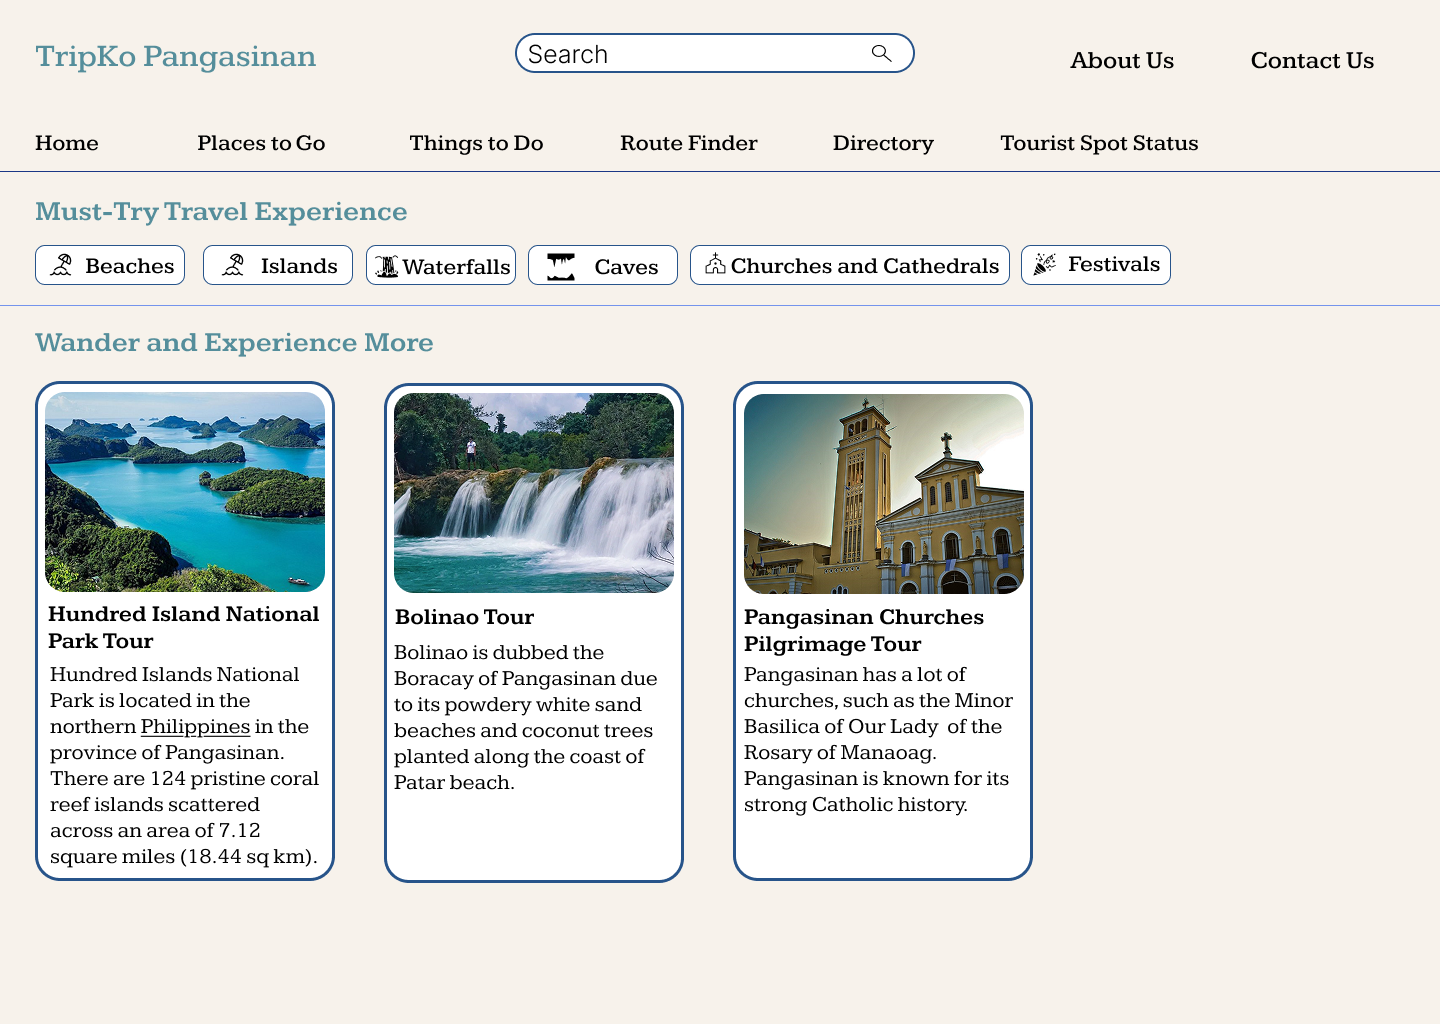 TripKo Pangasinan
Search
About Us
Contact Us
Home
Places to Go
Things to Do
Route Finder
Directory
Tourist Spot Status
Must-Try Travel Experience
Beaches
Islands
Waterfalls
Caves
Churches and Cathedrals
Festivals
Wander and Experience More
Hundred Island National
Park Tour
Hundred Islands National
Park is located in the
northern Philippines in the
province of Pangasinan.
There are 124 pristine coral
reef islands scattered
across an area of 7.12
square miles (18.44 sq km).
Bolinao Tour
Bolinao is dubbed the
Boracay of Pangasinan due
to its powdery white sand
beaches and coconut trees
planted along the coast of
Patar beach.
Pangasinan Churches
Pilgrimage Tour
Pangasinan has a lot of
churches, such as the Minor
Basilica of Our Lady  of the
Rosary of Manaoag.
Pangasinan is known for its
strong Catholic history.